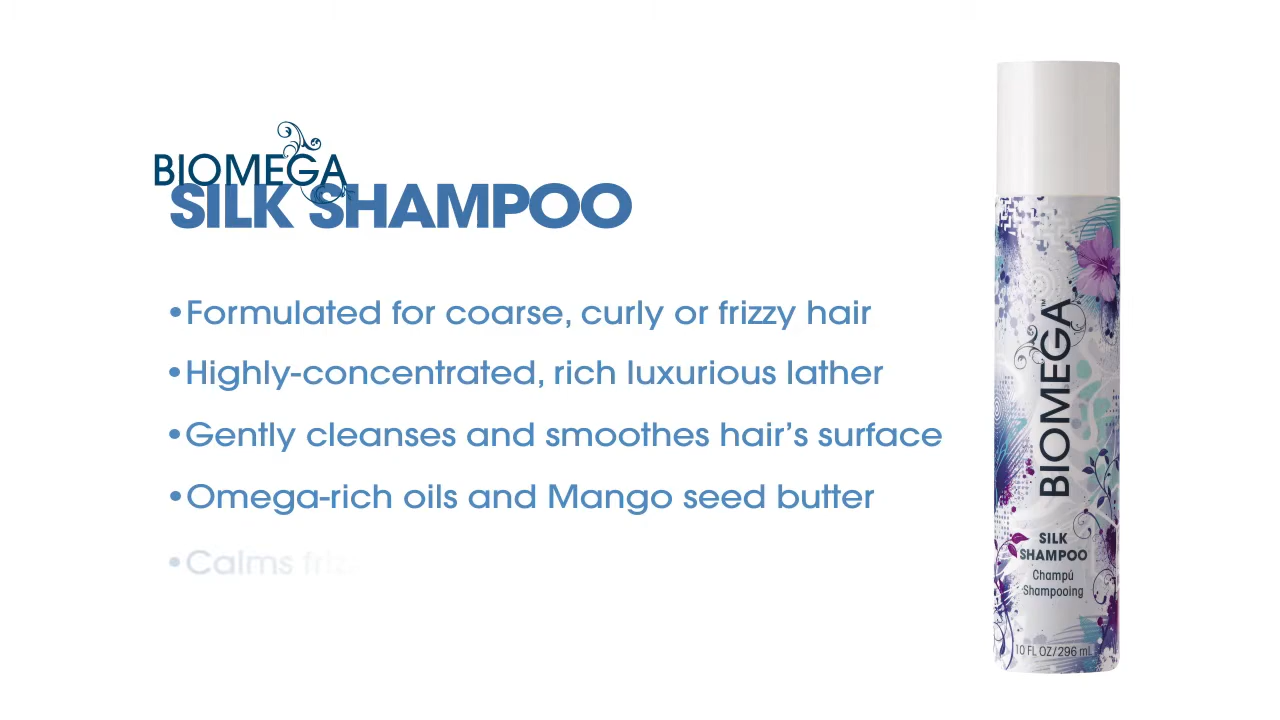 BIOMEGA
SILK SHAMPOO
•Formulated for coarse, curly or frizzy hair
•Highly-concentrated, rich luxurious lather
•Gently cleanses and smoothes hair's surface
•Omega-rich oils and Mango seed butter
•Calms
BIOMEGA™
SILK
SHAMPOO
Champú
Shampooing
10 FL OZ/296 mL